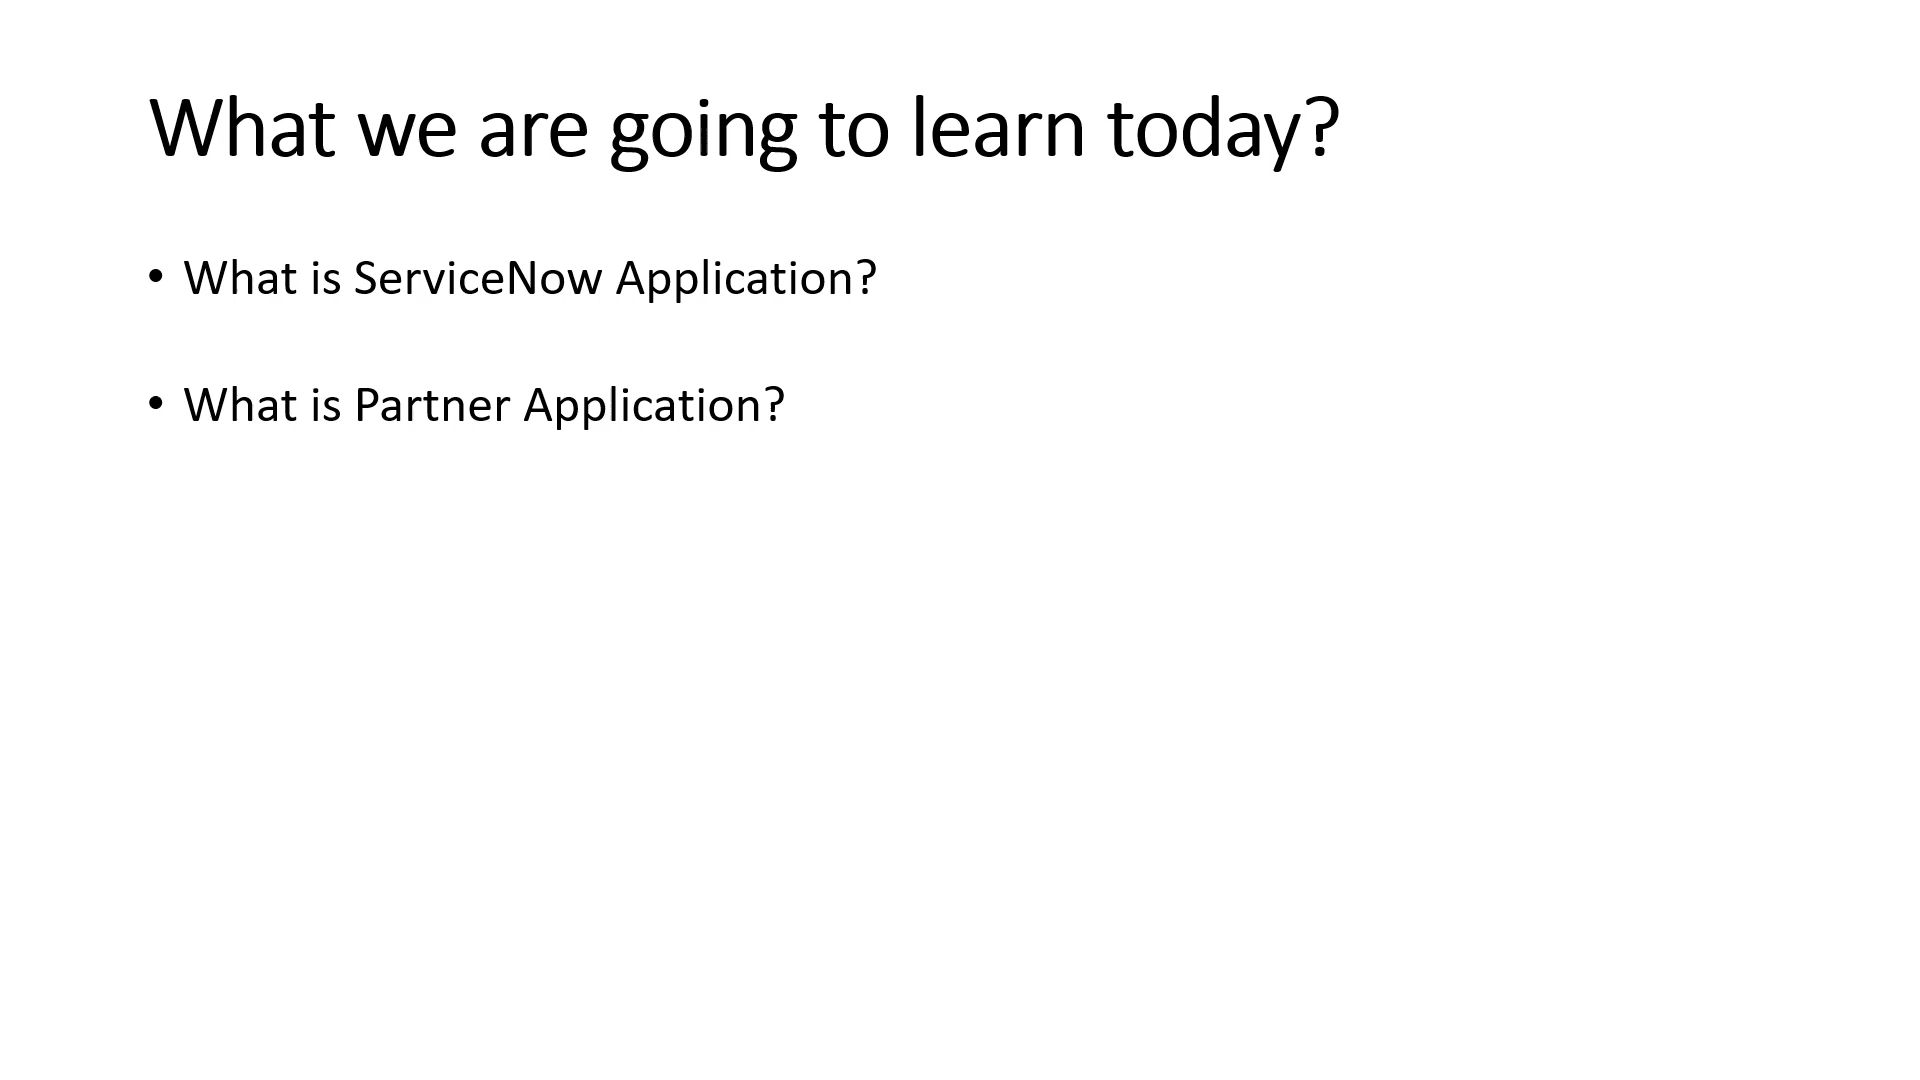 What we are going to learn today?
• What is ServiceNow Application?
• What is Partner Application?